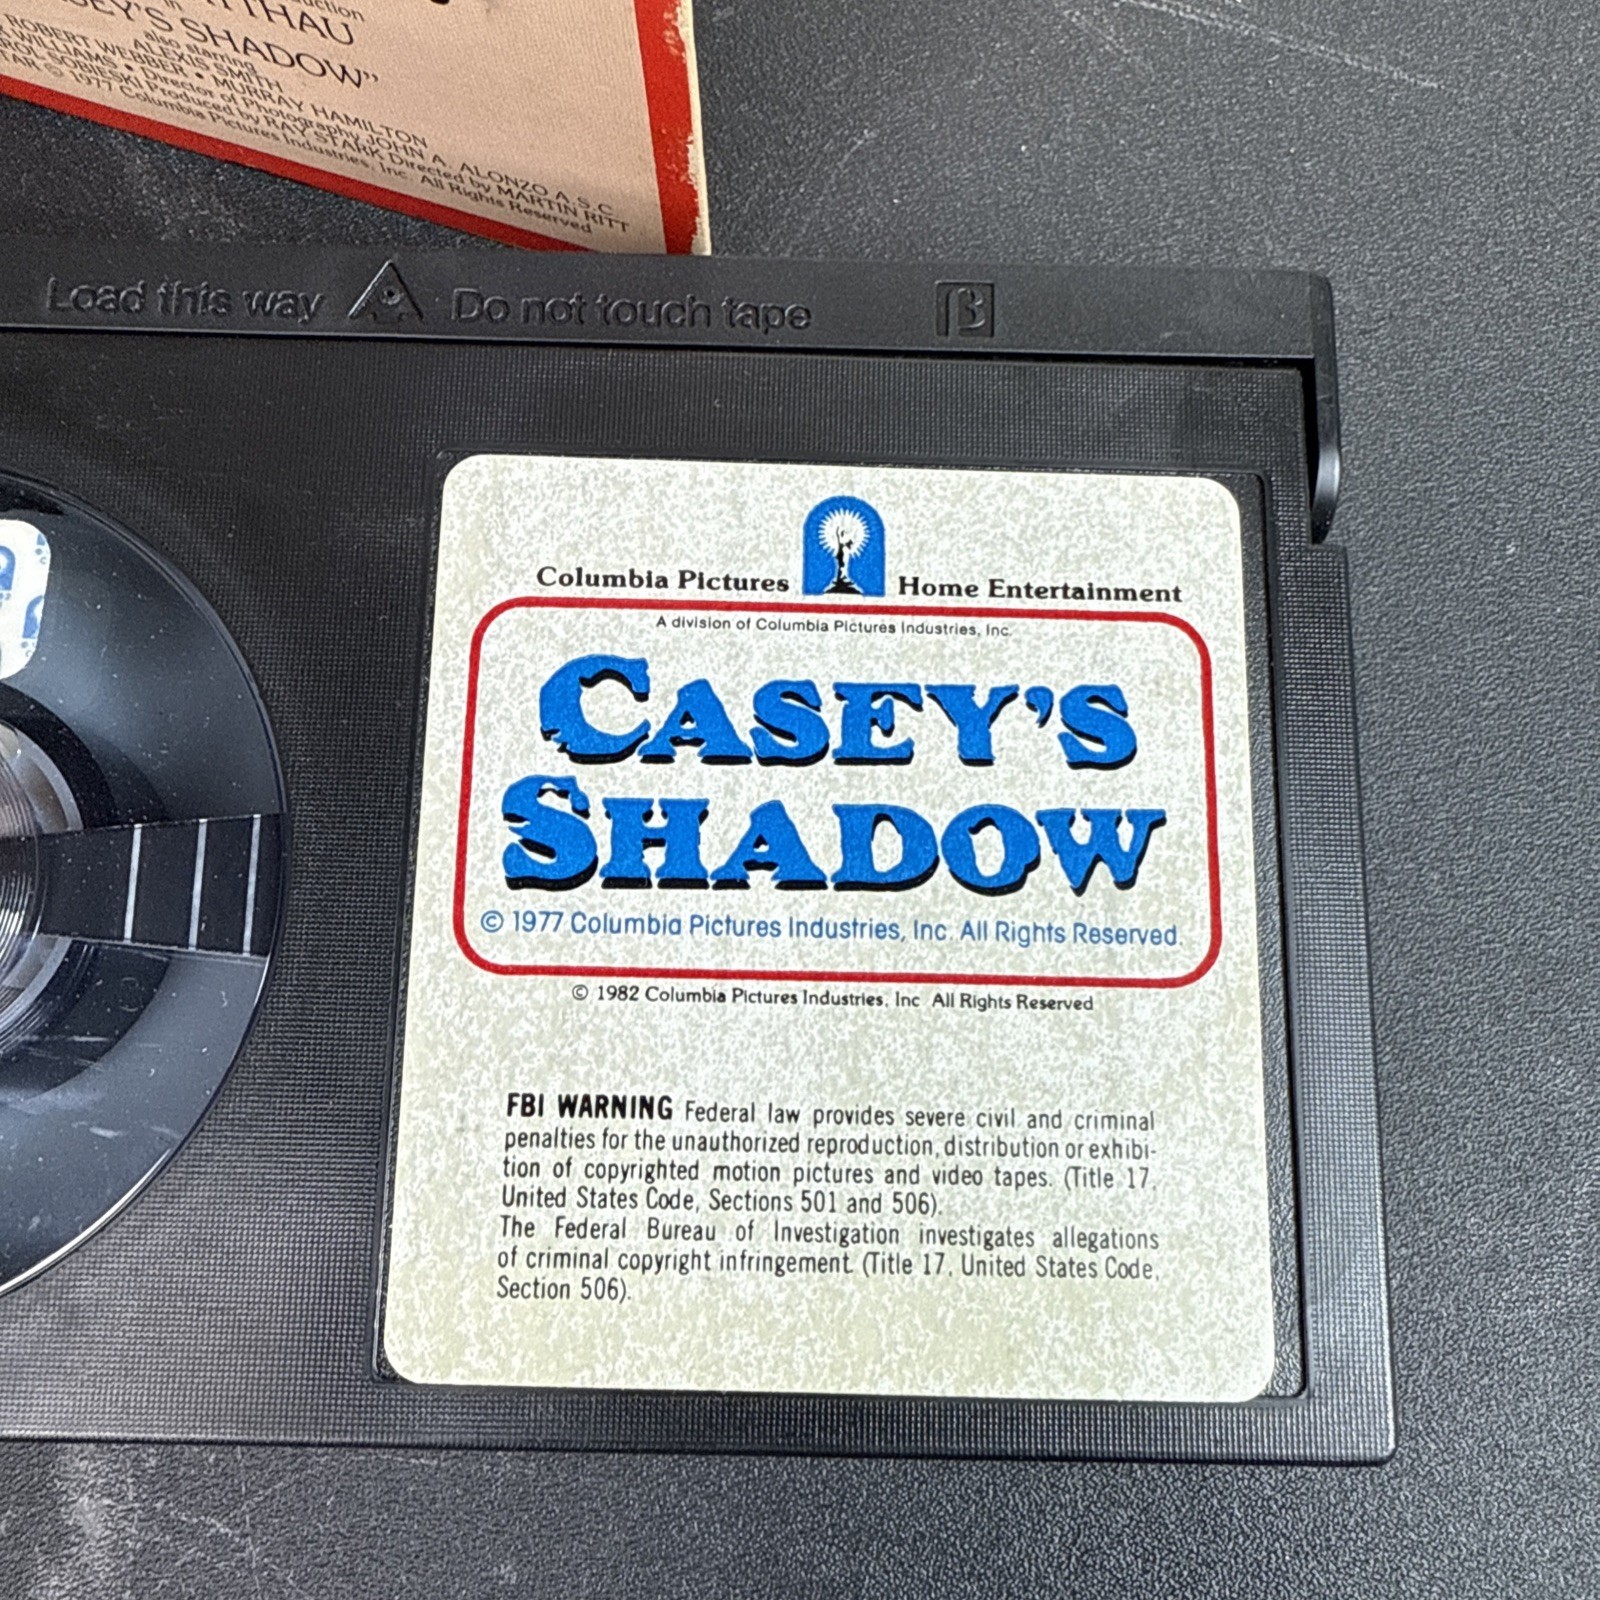 in
CASEY'S SHADOW"
also starring
ALEXIS SMITH
ROBERT WEBBER • MURRAY HAMILTON
WILLIAMS • Director of Photography JOHN A. ALONZO A.S.C.
SOBIESKI Produced by RAY STARK Directed by MARTIN RITT
© 1977 Columbia Pictures Industries, Inc. All Rights Reserved
Load this way Do not touch tape
Columbia Pictures Home Entertainment
A division of Columbia Pictures Industries, Inc.
CASEY'S
SHADOW
© 1977 Columbia Pictures Industries, Inc. All Rights Reserved.
© 1982 Columbia Pictures Industries, Inc All Rights Reserved
FBI WARNING Federal law provides severe civil and criminal
penalties for the unauthorized reproduction, distribution or exhibi-
tion of copyrighted motion pictures and video tapes. (Title 17,
United States Code, Sections 501 and 506).
The Federal Bureau of Investigation investigates allegations
of criminal copyright infringement (Title 17, United States Code,
Section 506).